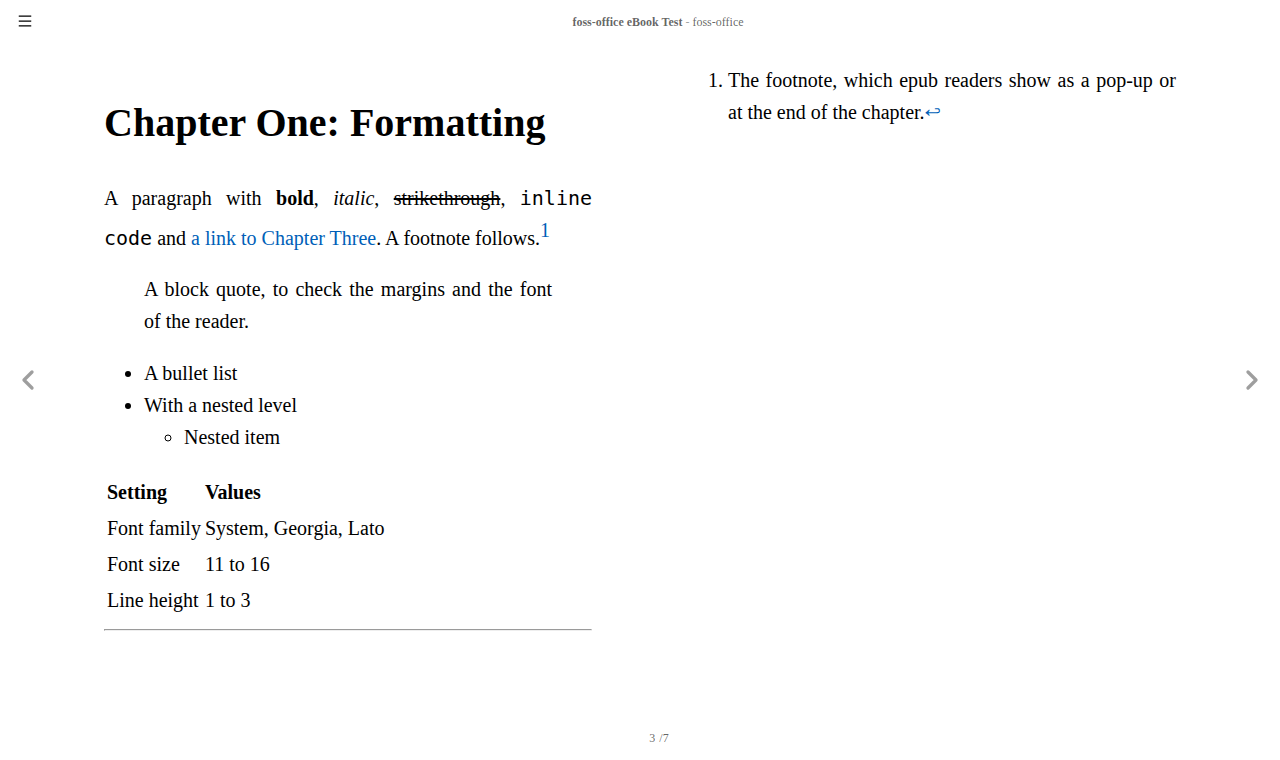 ☰
foss-office eBook Test - foss-office
Chapter One: Formatting
A paragraph with bold, italic, strikethrough, inline
code and a link to Chapter Three. A footnote follows.1
A block quote, to check the margins and the font
of the reader.
• A bullet list
• With a nested level
◦ Nested item
Setting Values
Font family System, Georgia, Lato
Font size 11 to 16
Line height 1 to 3
1. The footnote, which epub readers show as a pop-up or
at the end of the chapter.↩
3 /7